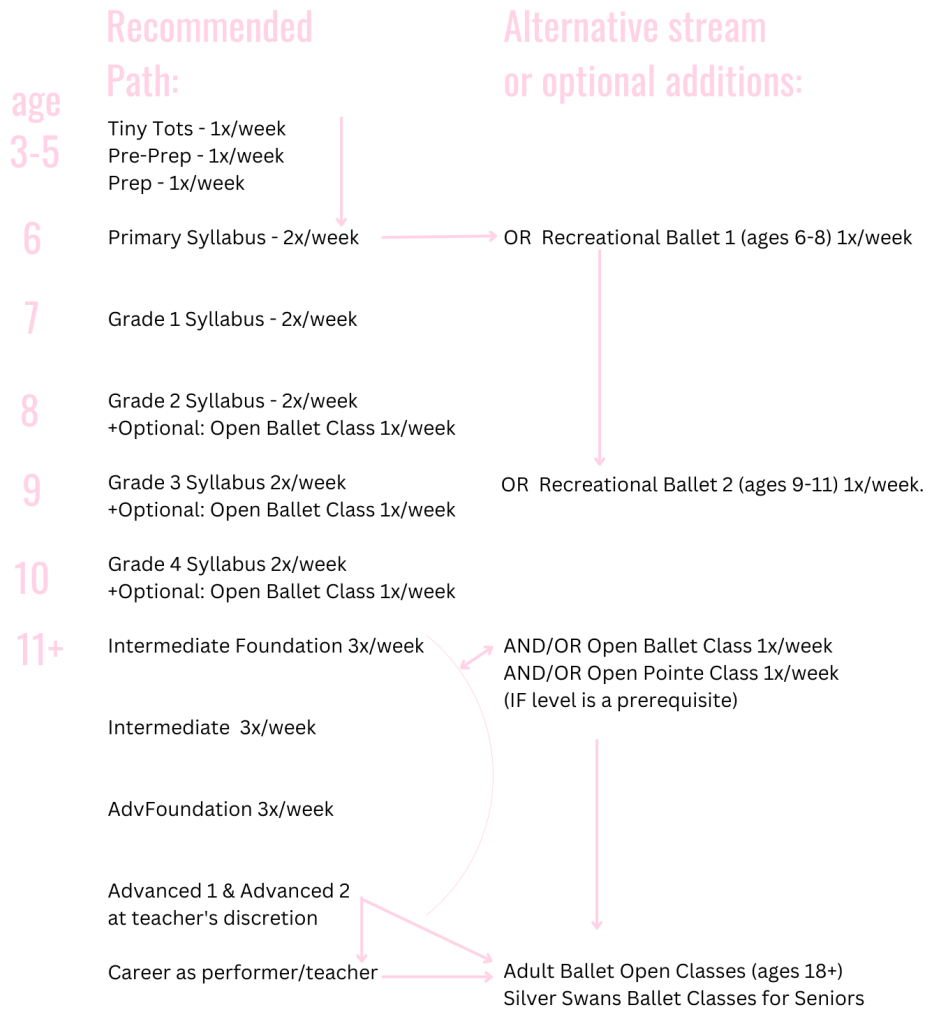 Recommended
Path:
Alternative stream
or optional additions:
age
3-5
Tiny Tots - 1x/week
Pre-Prep - 1x/week
Prep - 1x/week
6
Primary Syllabus - 2x/week
OR  Recreational Ballet 1 (ages 6-8) 1x/week
7
Grade 1 Syllabus - 2x/week
8
Grade 2 Syllabus - 2x/week
+Optional: Open Ballet Class 1x/week
9
Grade 3 Syllabus 2x/week
+Optional: Open Ballet Class 1x/week
OR  Recreational Ballet 2 (ages 9-11) 1x/week.
10
Grade 4 Syllabus 2x/week
+Optional: Open Ballet Class 1x/week
11+
Intermediate Foundation 3x/week
AND/OR Open Ballet Class 1x/week
AND/OR Open Pointe Class 1x/week
(IF level is a prerequisite)
Intermediate  3x/week
AdvFoundation 3x/week
Advanced 1 & Advanced 2
at teacher's discretion
Career as performer/teacher
Adult Ballet Open Classes (ages 18+)
Silver Swans Ballet Classes for Seniors